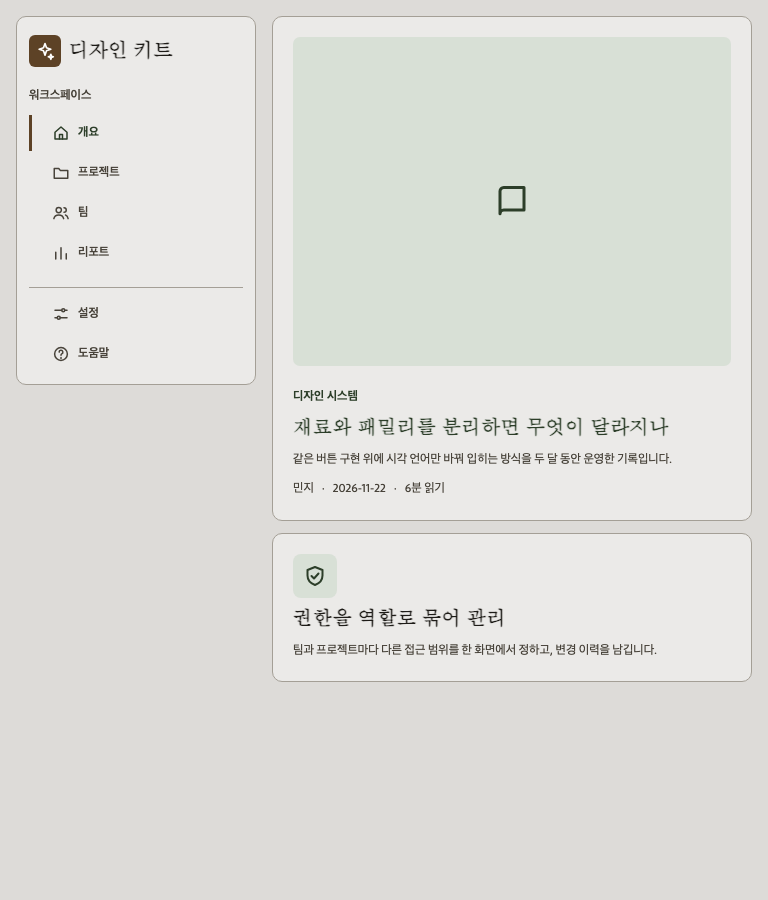 디자인 키트
워크스페이스
개요
프로젝트
팀
리포트
설정
도움말
디자인 시스템
재료와 패밀리를 분리하면 무엇이 달라지나
같은 버튼 구현 위에 시각 언어만 바꿔 입히는 방식을 두 달 동안 운영한 기록입니다.
민지 · 2026-11-22 · 6분 읽기
권한을 역할로 묶어 관리
팀과 프로젝트마다 다른 접근 범위를 한 화면에서 정하고, 변경 이력을 남깁니다.